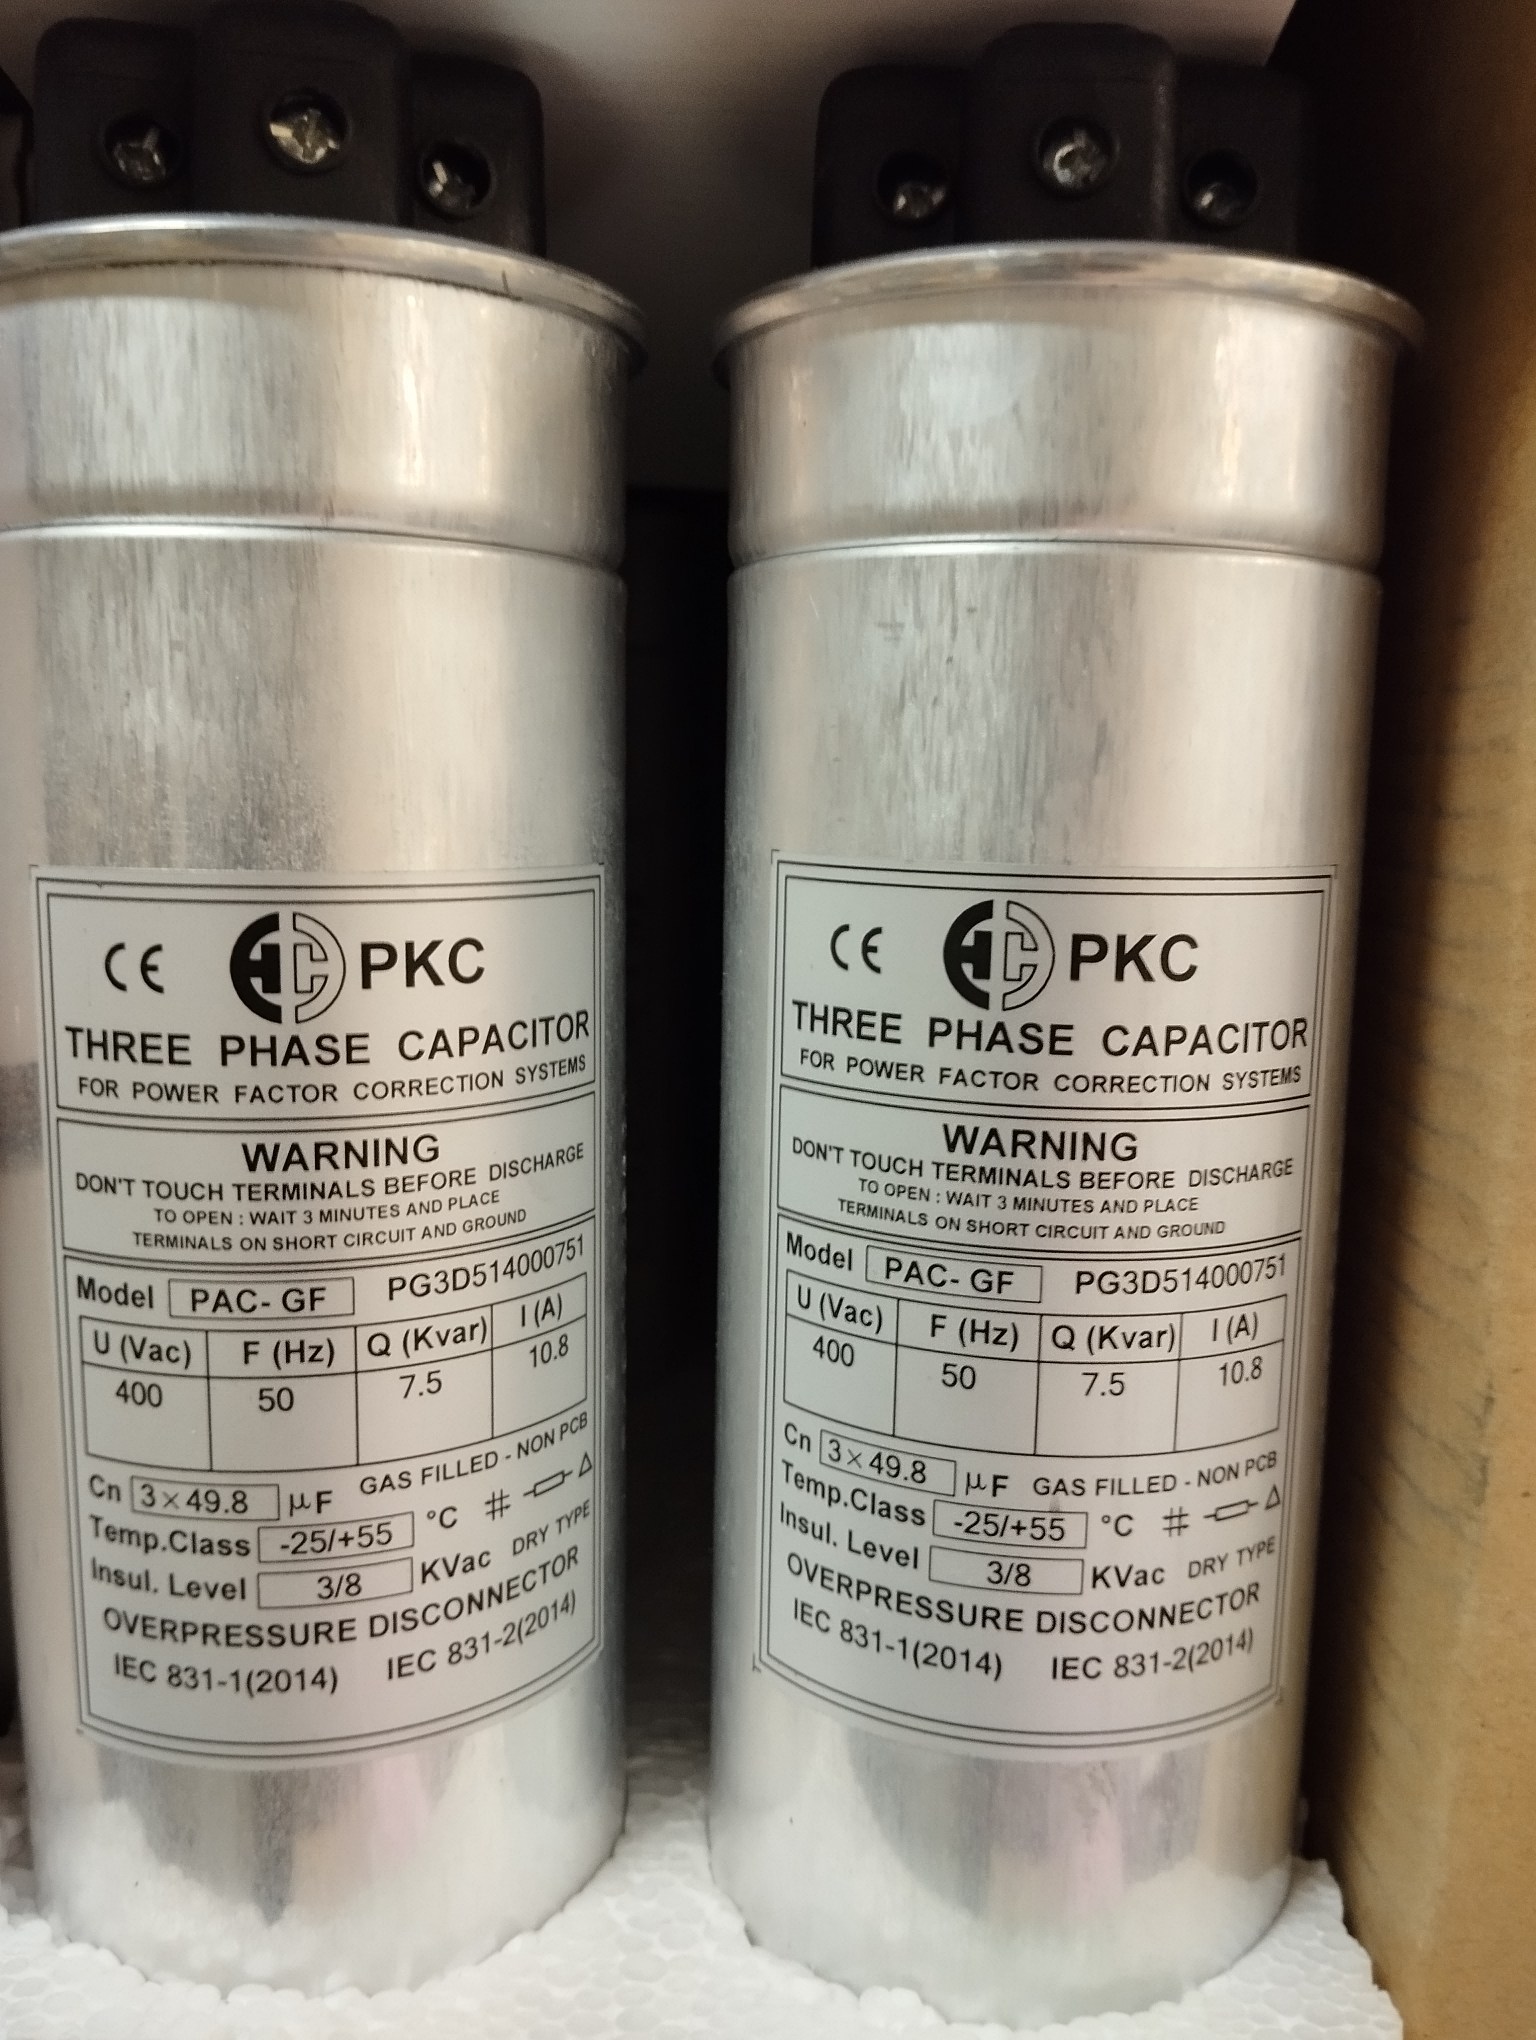 CE HC PKC
THREE PHASE CAPACITOR
FOR POWER FACTOR CORRECTION SYSTEMS
WARNING
DON'T TOUCH TERMINALS BEFORE DISCHARGE
TO OPEN : WAIT 3 MINUTES AND PLACE
TERMINALS ON SHORT CIRCUIT AND GROUND
Model PAC- GF PG3D514000751
U (Vac) F (Hz) Q (Kvar) I (A)
400 50 7.5 10.8
Cn 3×49.8 μF GAS FILLED - NON PCB
Temp.Class -25/+55 °C
Insul. Level 3/8 KVac DRY TYPE
OVERPRESSURE DISCONNECTOR
IEC 831-1(2014) IEC 831-2(2014)
CE HC PKC
THREE PHASE CAPACITOR
FOR POWER FACTOR CORRECTION SYSTEMS
WARNING
DON'T TOUCH TERMINALS BEFORE DISCHARGE
TO OPEN : WAIT 3 MINUTES AND PLACE
TERMINALS ON SHORT CIRCUIT AND GROUND
Model PAC- GF PG3D514000751
U (Vac) F (Hz) Q (Kvar) I (A)
400 50 7.5 10.8
Cn 3×49.8 μF GAS FILLED - NON PCB
Temp.Class -25/+55 °C
Insul. Level 3/8 KVac DRY TYPE
OVERPRESSURE DISCONNECTOR
IEC 831-1(2014) IEC 831-2(2014)